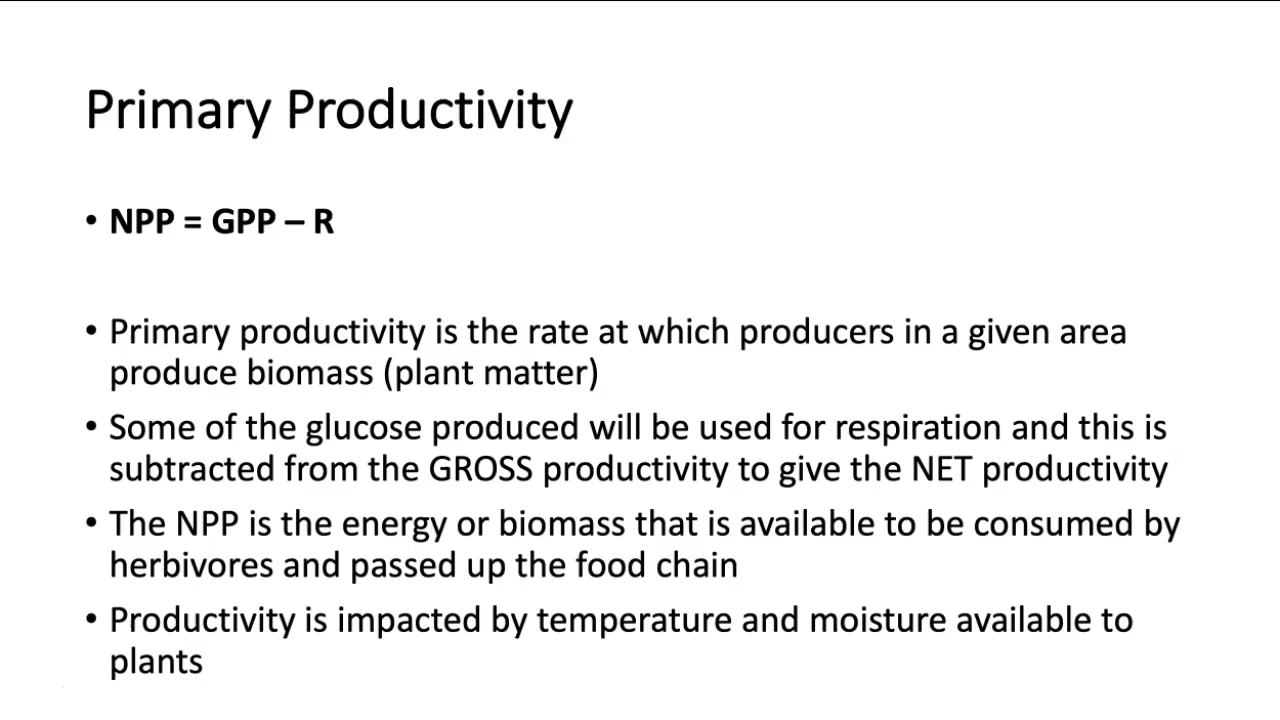 Primary Productivity
• NPP = GPP – R
• Primary productivity is the rate at which producers in a given area
produce biomass (plant matter)
• Some of the glucose produced will be used for respiration and this is
subtracted from the GROSS productivity to give the NET productivity
• The NPP is the energy or biomass that is available to be consumed by
herbivores and passed up the food chain
• Productivity is impacted by temperature and moisture available to
plants